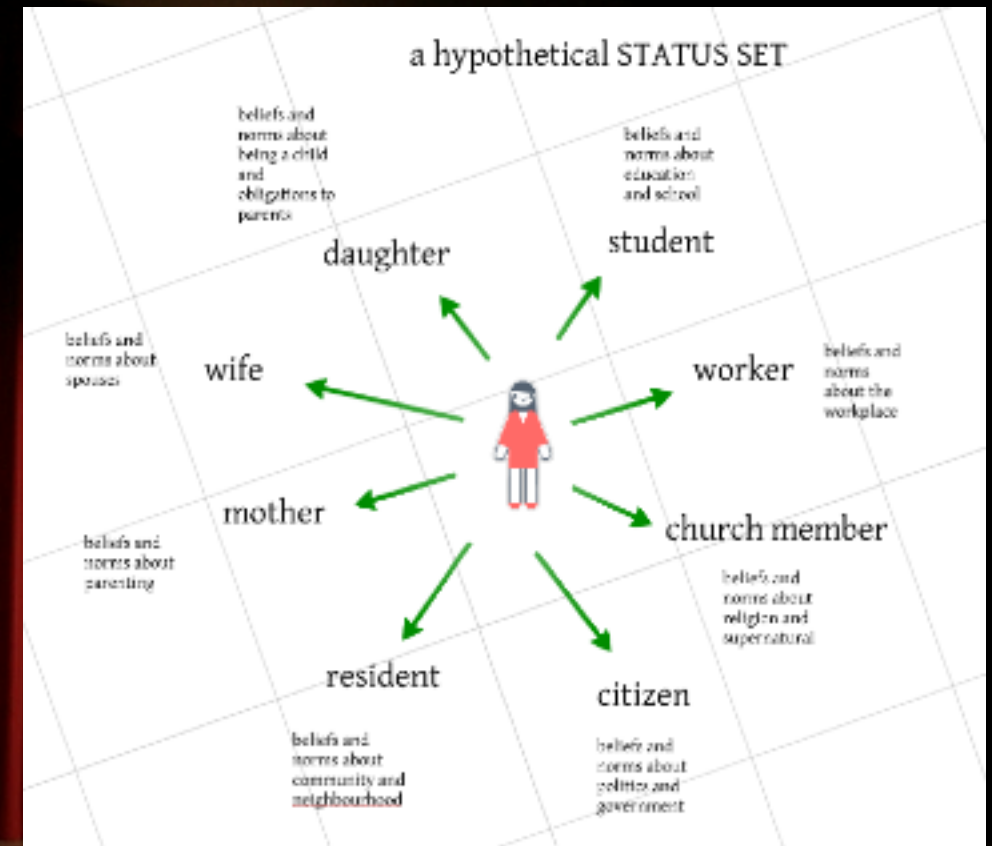 a hypothetical STATUS SET
beliefs and
norms about
being a child
and
obligations to
parents
daughter
beliefs and
norms about
education
and school
student
beliefs and
norms about
spouses
wife
worker
beliefs and
norms
about the
workplace
mother
beliefs and
norms about
parenting
church member
beliefs and
norms about
religion and
supernatural
resident
beliefs and
norms about
community and
neighbourhood
citizen
beliefs and
norms about
politics and
government